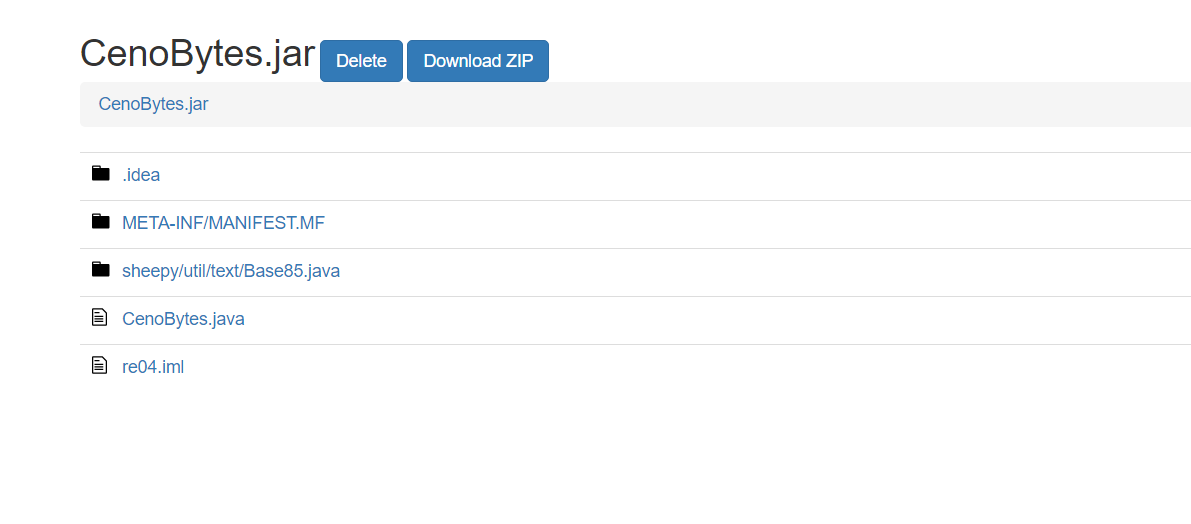 CenoBytes.jar Delete Download ZIP
CenoBytes.jar
.idea
META-INF/MANIFEST.MF
sheepy/util/text/Base85.java
CenoBytes.java
re04.iml